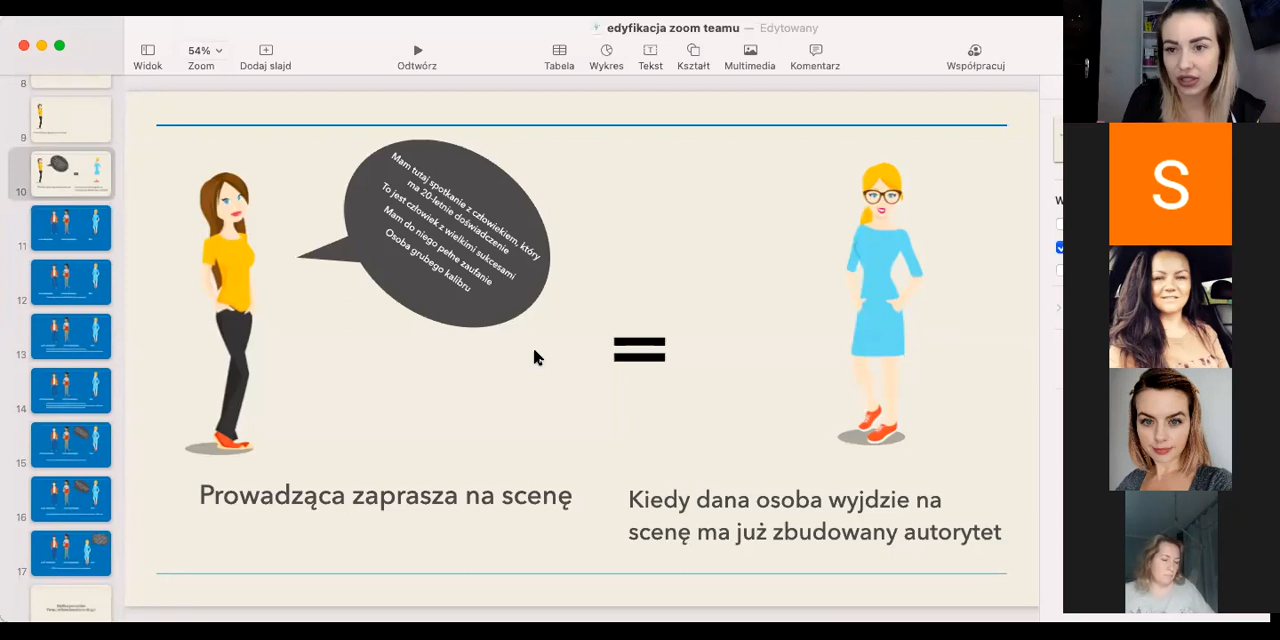 edyfikacja zoom teamu — Edytowany
54%
Widok
Zoom
Dodaj slajd
Odtwórz
Tabela
Wykres
Tekst
Kształt
Multimedia
Komentarz
Współpracuj
8
9
10
11
12
13
14
15
16
17
Mam tutaj spotkanie z człowiekiem, który
ma 20-letnie doświadczenie
To jest człowiek z wielkimi sukcesami
Mam do niego pełne zaufanie
Osoba grubego kalibru
=
Prowadząca zaprasza na scenę
Kiedy dana osoba wyjdzie na
scenę ma już zbudowany autorytet
S